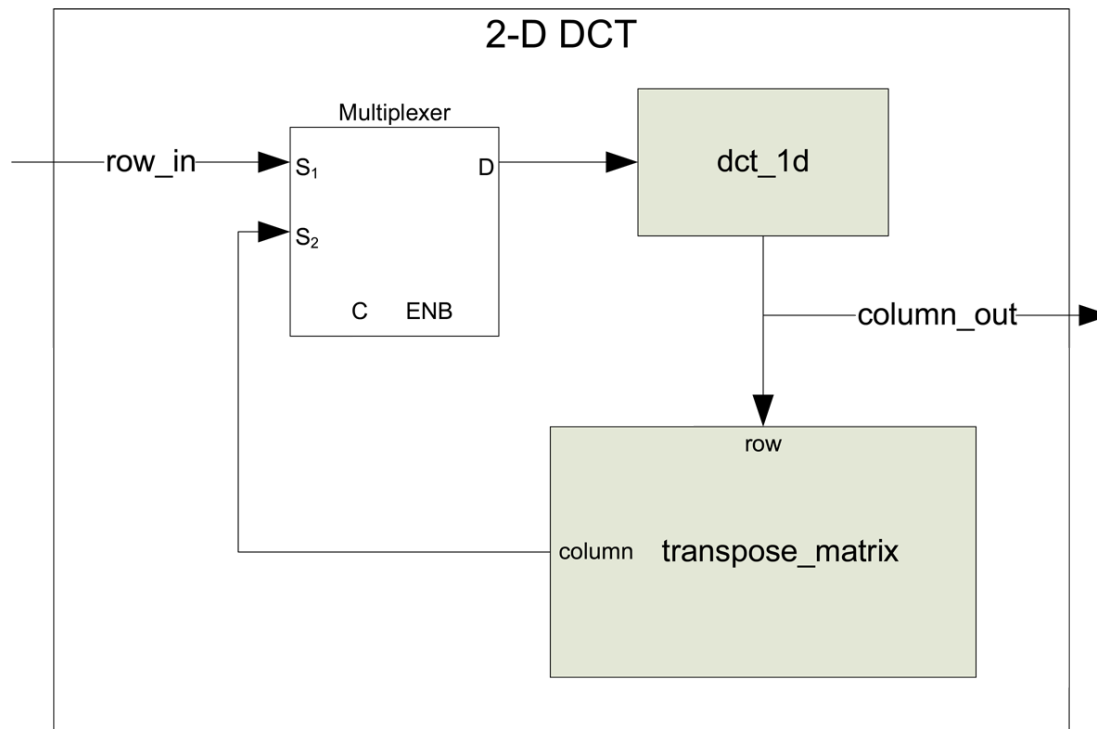 2-D DCT
Multiplexer
row_in
S₁
D
dct_1d
S₂
C
ENB
column_out
row
column
transpose_matrix